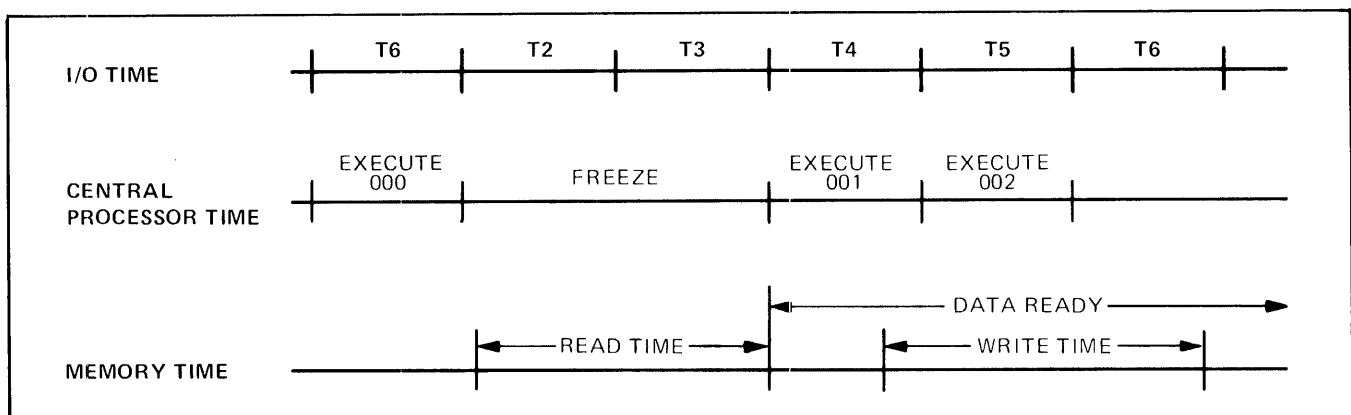 T6 T2 T3 T4 T5 T6
I/O TIME
EXECUTE 000 FREEZE EXECUTE 001 EXECUTE 002
CENTRAL
PROCESSOR TIME
DATA READY
READ TIME WRITE TIME
MEMORY TIME